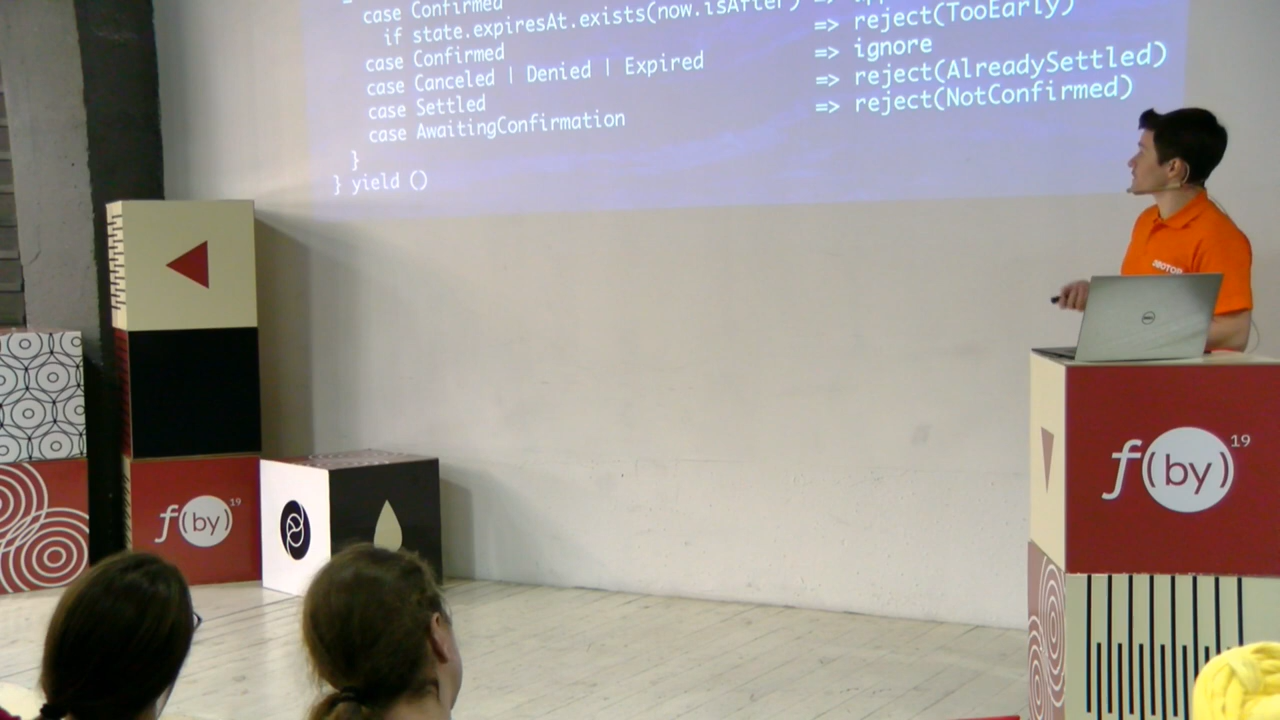 case Confirmed
if state.expiresAt.exists(now.isAfter) =>
case Confirmed => reject(TooEarly)
case Canceled | Denied | Expired => ignore
case Settled => reject(AlreadySettled)
case AwaitingConfirmation => reject(NotConfirmed)
}
} yield ()
f(by) 19
f(by) 19
DELL